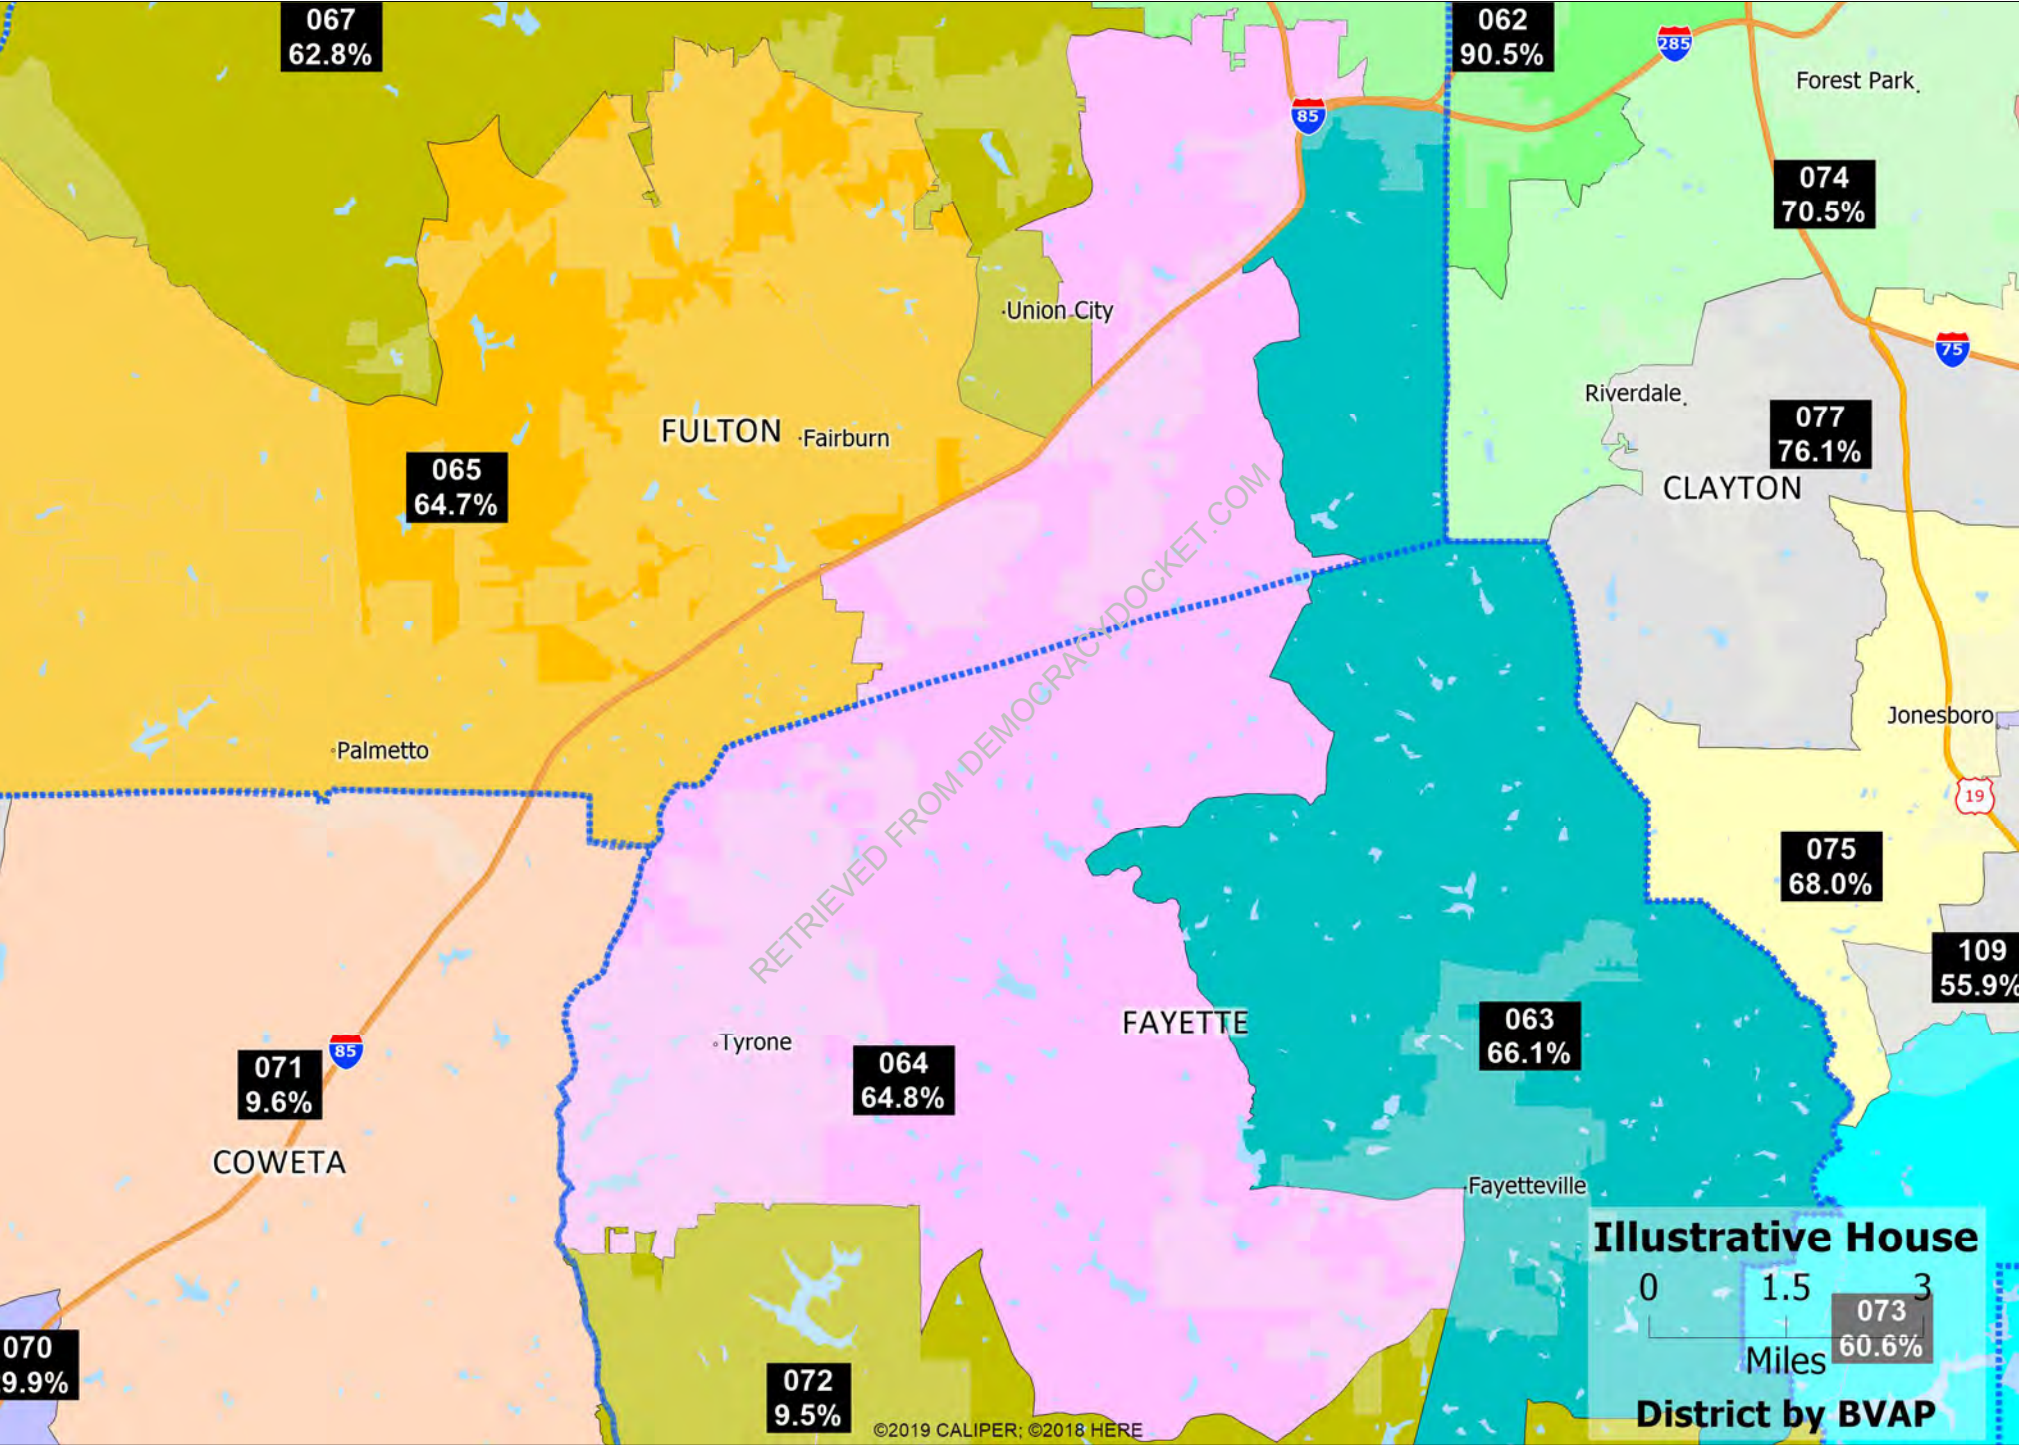 067
62.8%
062
90.5%
285
Forest Park
85
074
70.5%
Union City
75
Riverdale
077
76.1%
FULTON
Fairburn
065
64.7%
CLAYTON
RETRIEVED FROM DEMOCRACYDOCKET.COM
Jonesboro
Palmetto
19
075
68.0%
109
55.9%
FAYETTE
063
66.1%
Tyrone
85
071
9.6%
064
64.8%
COWETA
Fayetteville
Illustrative House
0 1.5 3
Miles
073
60.6%
District by BVAP
070
9.9%
072
9.5%
©2019 CALIPER; ©2018 HERE